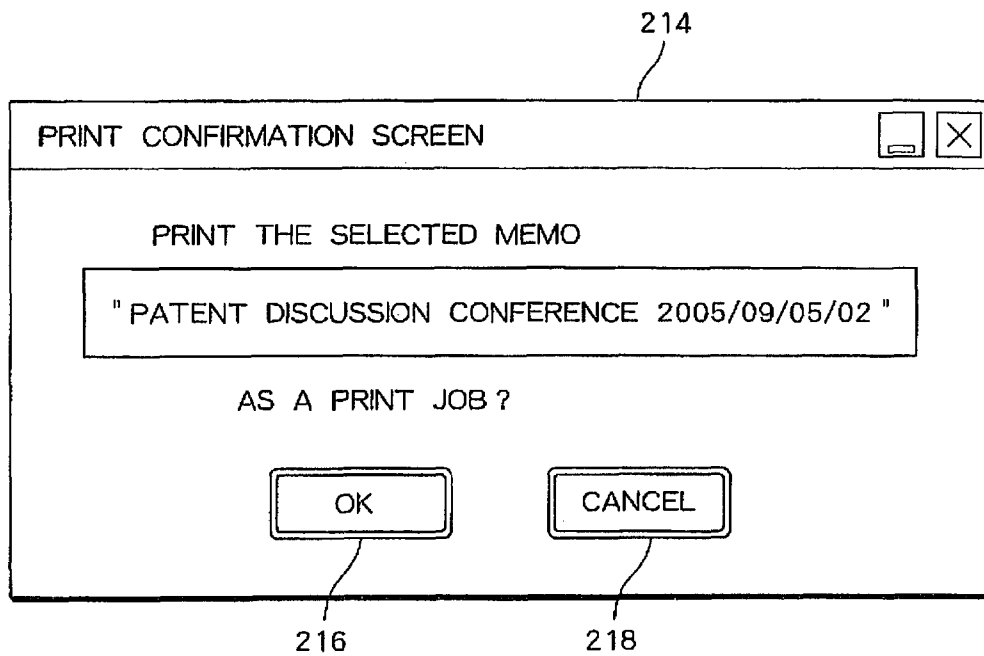 214
PRINT CONFIRMATION SCREEN
PRINT THE SELECTED MEMO
"PATENT DISCUSSION CONFERENCE 2005/09/05/02"
AS A PRINT JOB?
OK CANCEL
216 218